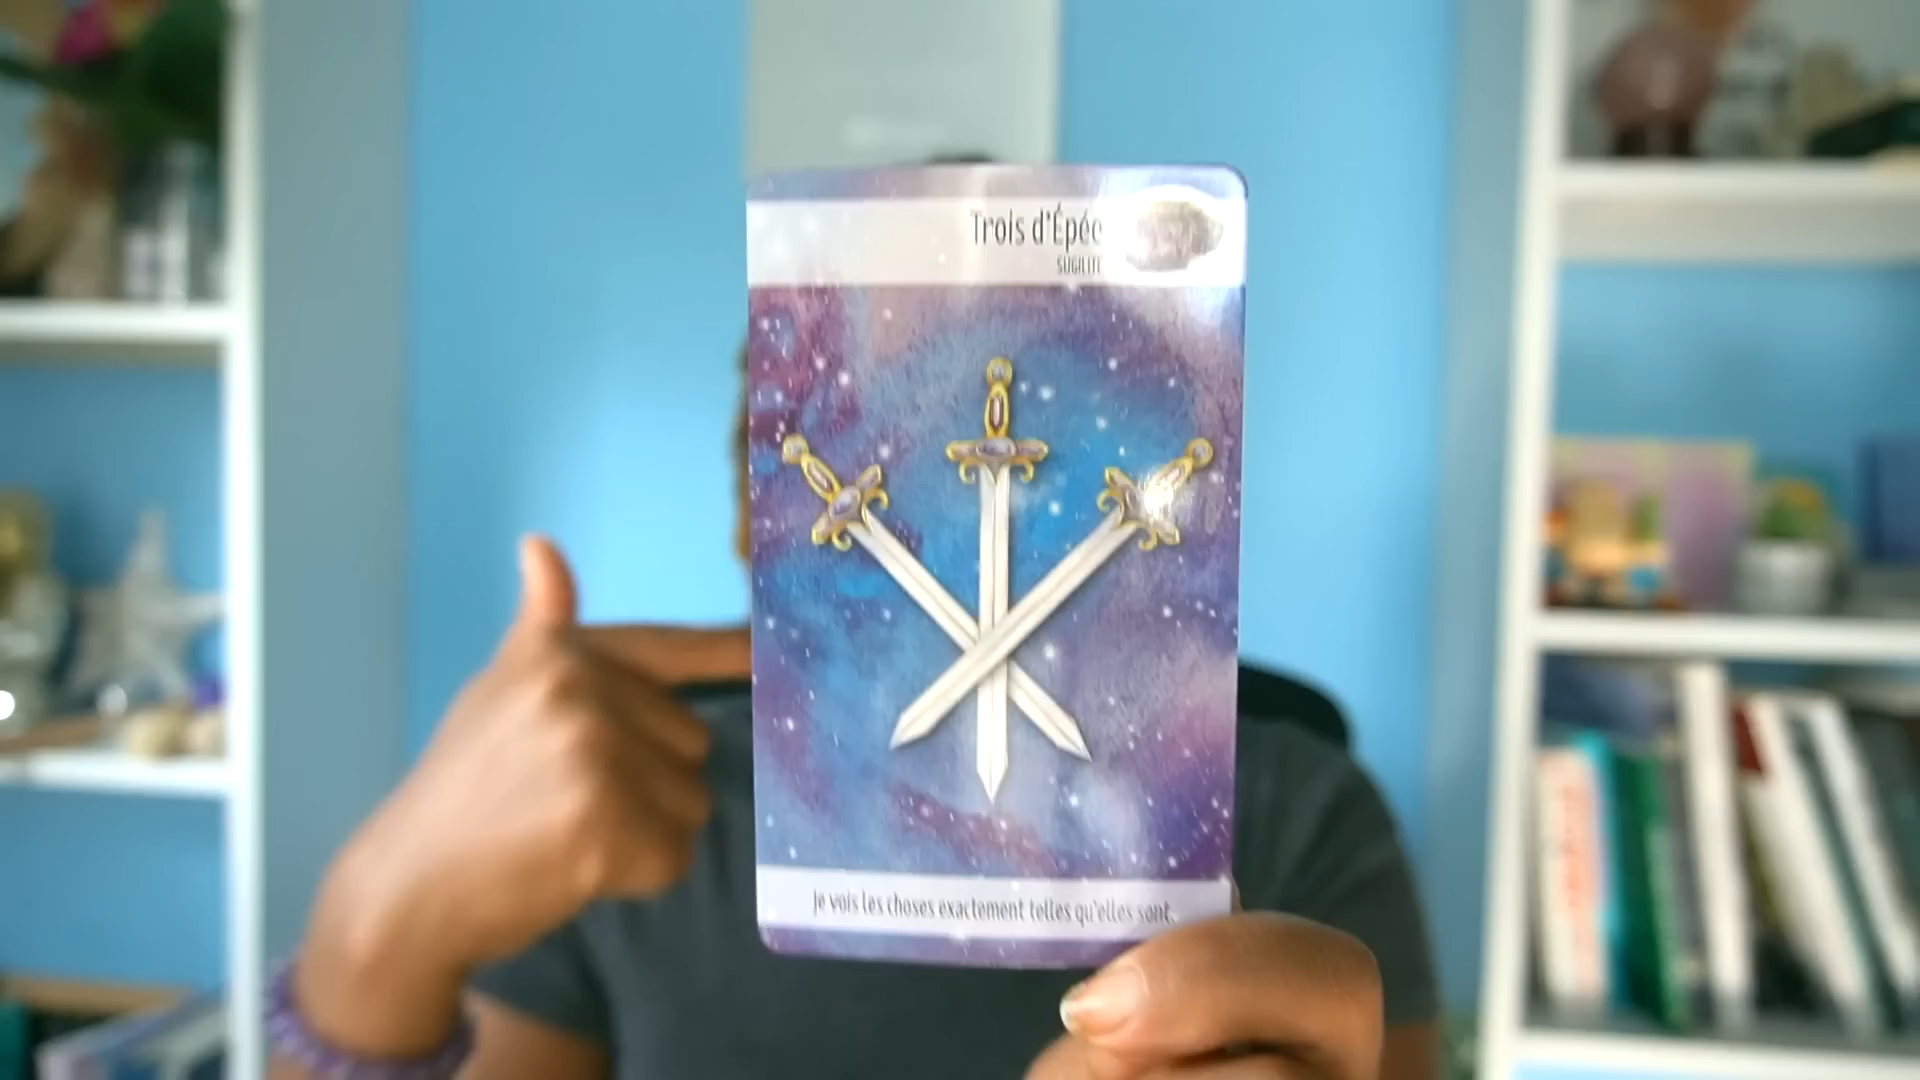 Trois d'Épée
SUGILITE
Je vois les choses exactement telles qu'elles sont.